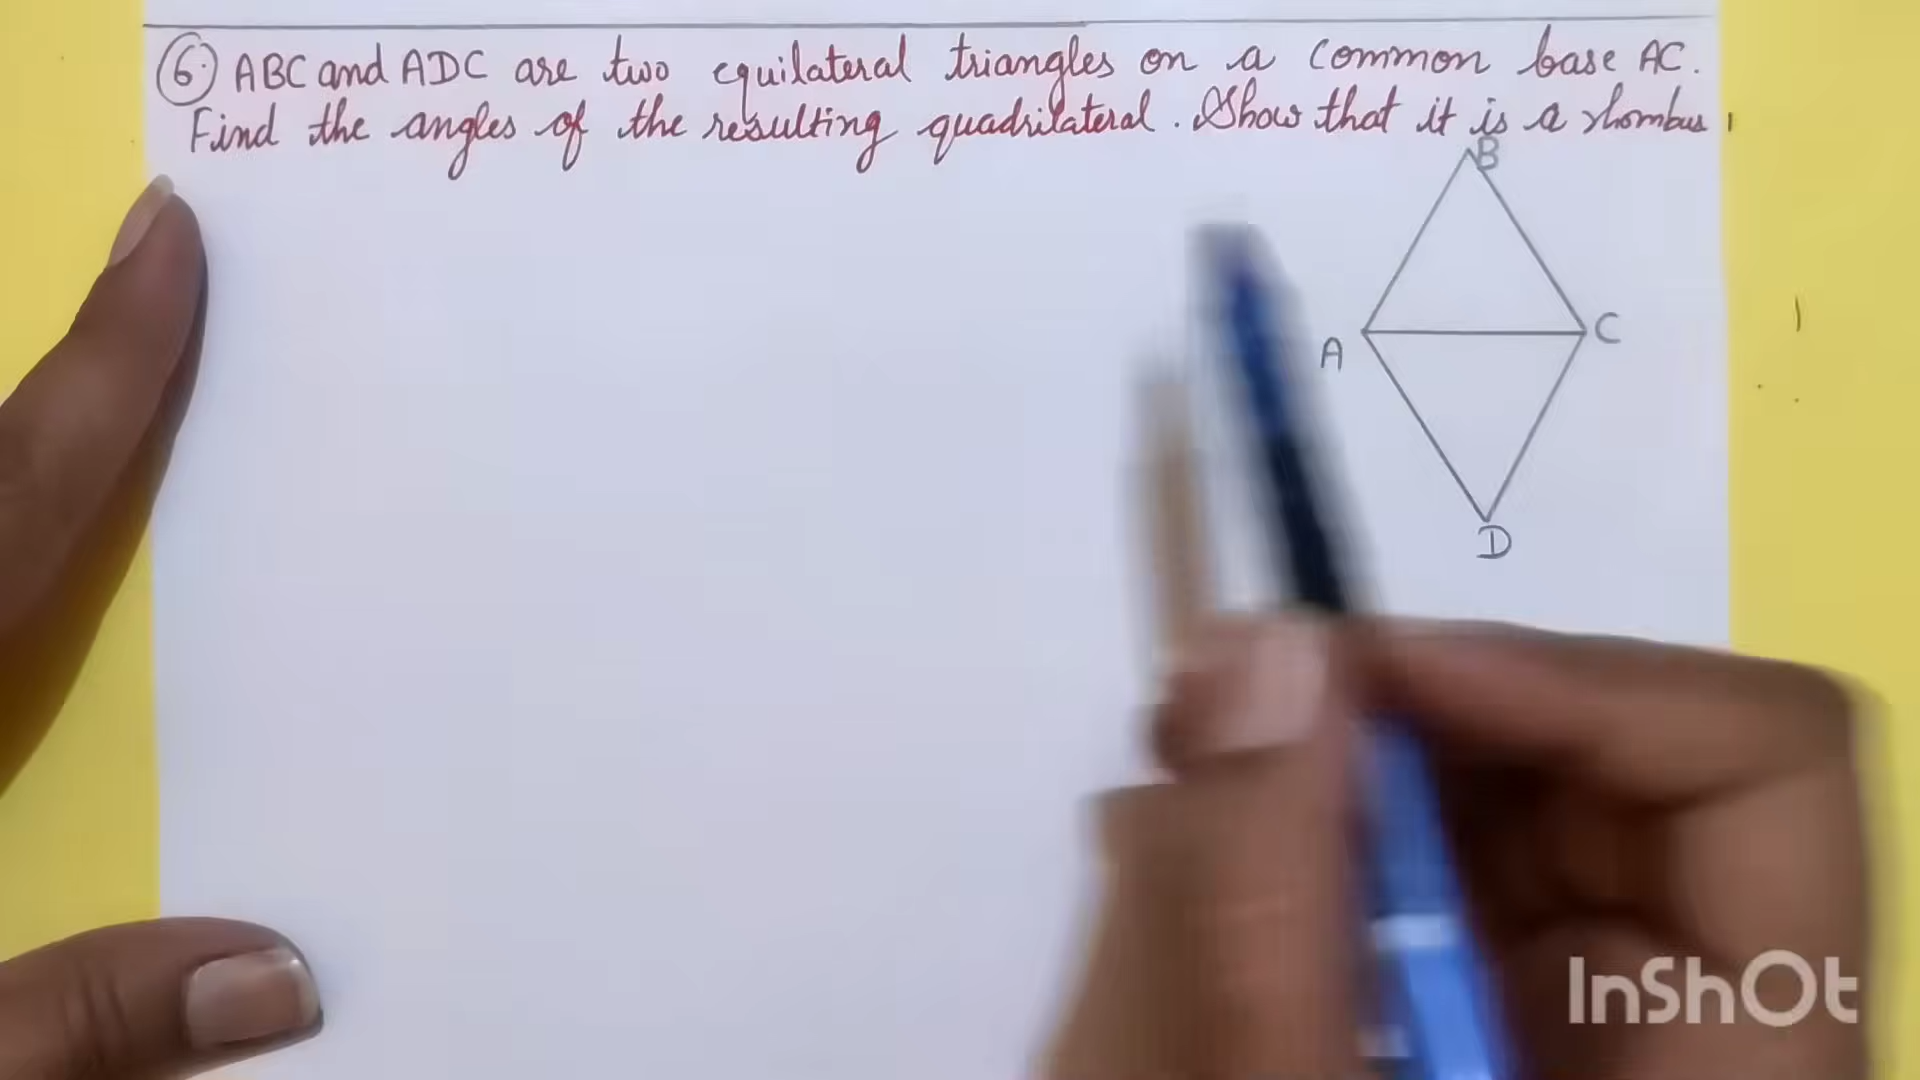 6. ABC and ADC are two equilateral triangles on a common base AC.
Find the angles of the resulting quadrilateral. Show that it is a rhombus
B
A
C
D
InShOt